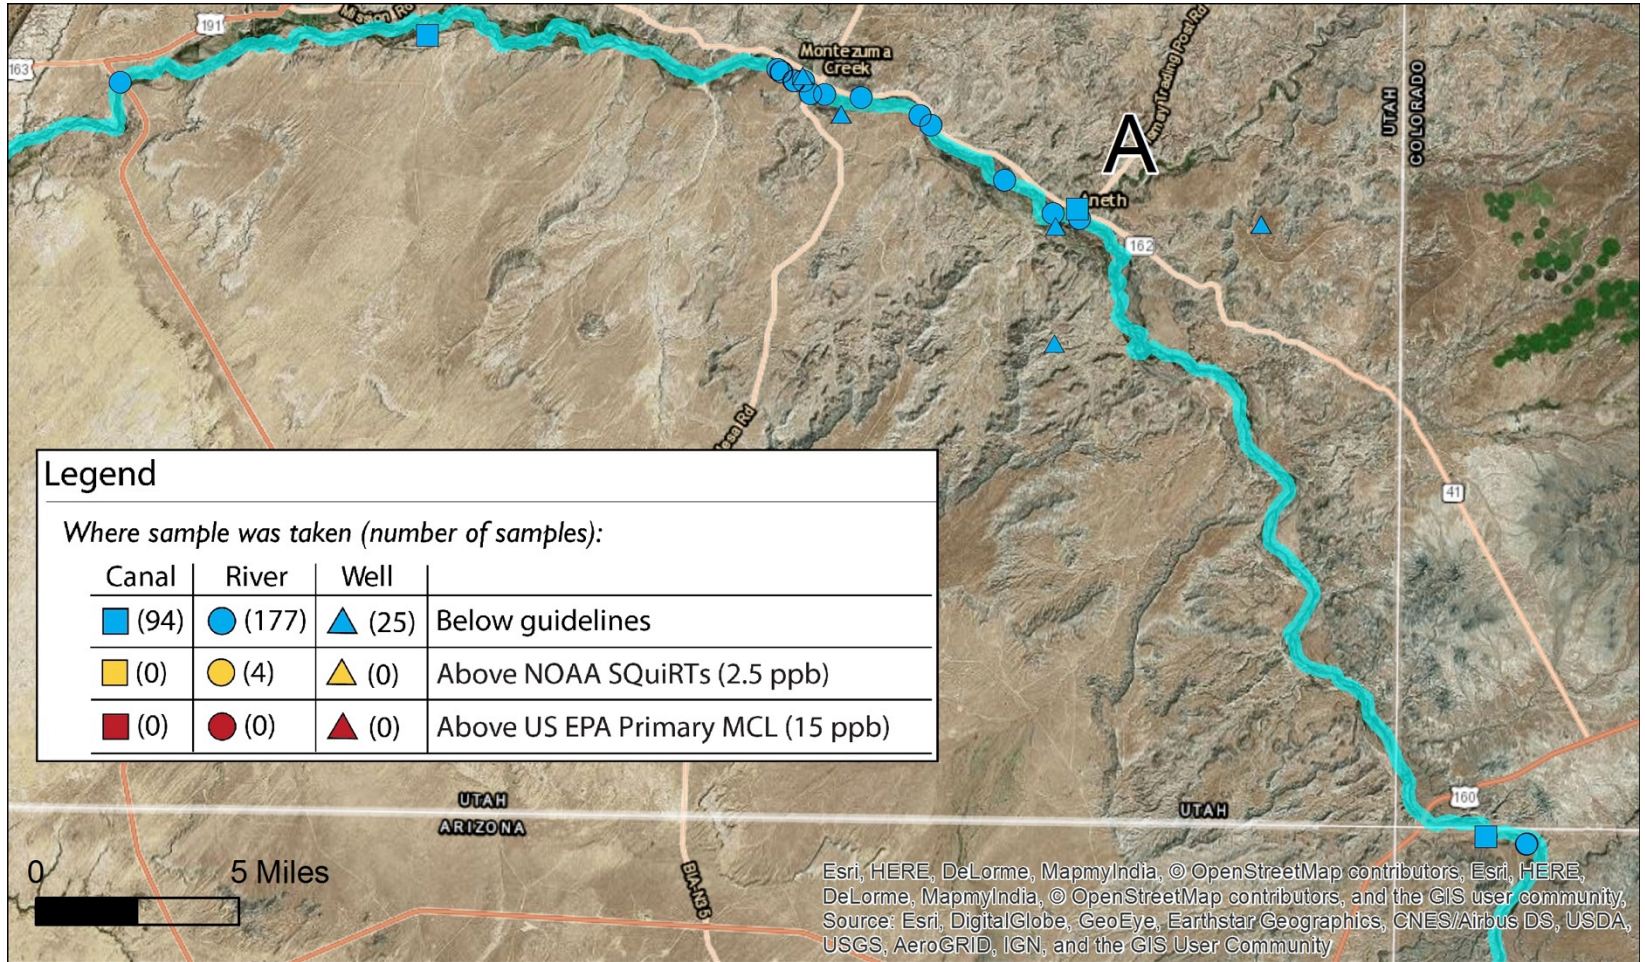 191
Mission Rd
163
Montezuma
Creek
UTAH
COLORADO
A
Aneth
162
41
Legend
Where sample was taken (number of samples):
Canal River Well
(94) (177) (25) Below guidelines
(0) (4) (0) Above NOAA SQuiRTs (2.5 ppb)
(0) (0) (0) Above US EPA Primary MCL (15 ppb)
160
UTAH
ARIZONA
UTAH
BIA-N35
0 5 Miles
Esri, HERE, DeLorme, MapmyIndia, © OpenStreetMap contributors, Esri, HERE,
DeLorme, MapmyIndia, © OpenStreetMap contributors, and the GIS user community,
Source: Esri, DigitalGlobe, GeoEye, Earthstar Geographics, CNES/Airbus DS, USDA,
USGS, AeroGRID, IGN, and the GIS User Community